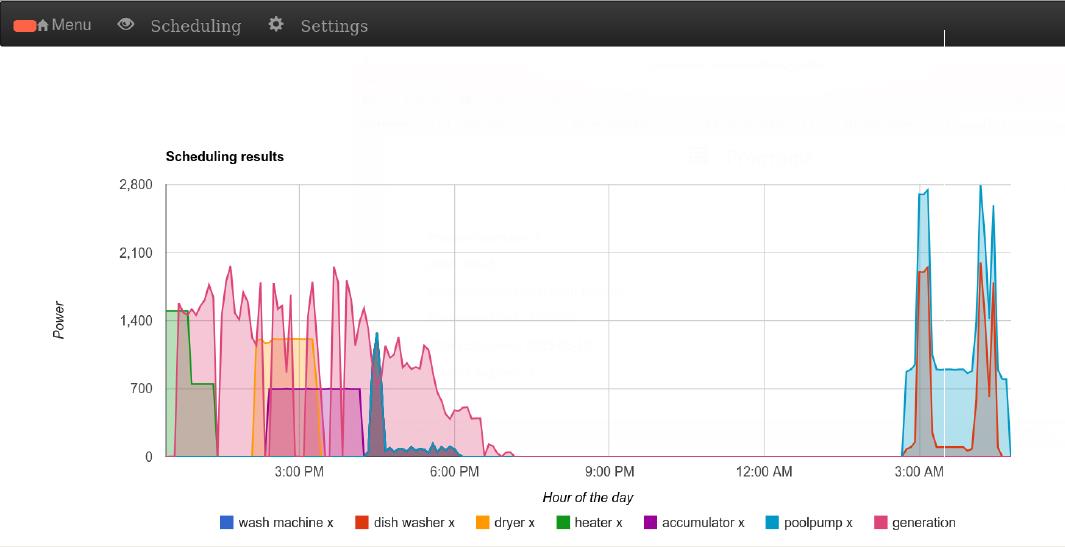 Menu Scheduling Settings
Scheduling results
2,800
2,100
1,400
700
0
Power
3:00 PM 6:00 PM 9:00 PM 12:00 AM 3:00 AM
Hour of the day
wash machine x dish washer x dryer x heater x accumulator x poolpump x generation